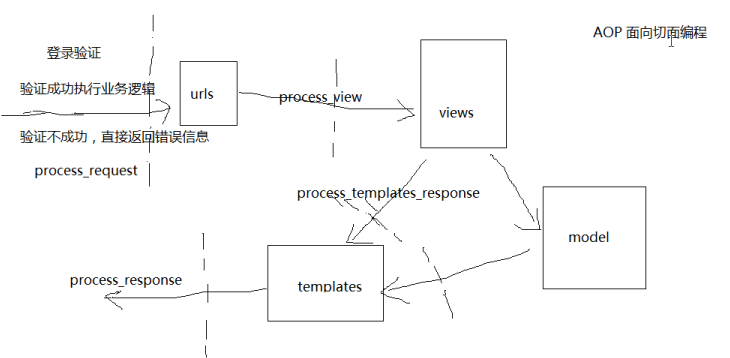 AOP 面向切面编程
登录验证
验证成功执行业务逻辑
urls
process_view
views
验证不成功，直接返回错误信息
process_request
process_templates_response
model
process_response
templates